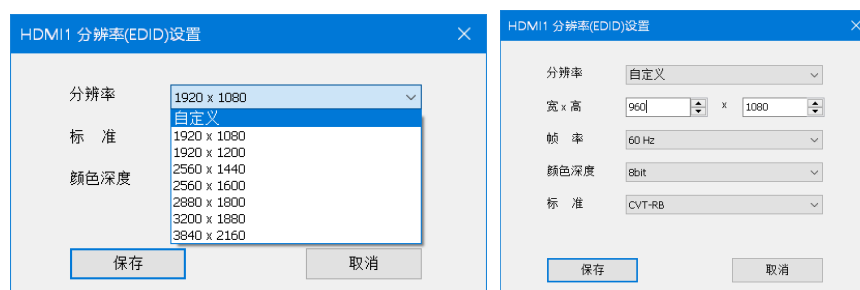 HDMI1 分辨率(EDID)设置
分辨率 1920 x 1080
自定义
标 准 1920 x 1080
1920 x 1200
2560 x 1440
颜色深度
2560 x 1600
2880 x 1800
3200 x 1880
3840 x 2160
保存 取消
HDMI1 分辨率(EDID)设置
分辨率 自定义
宽 x 高 960 x 1080
帧 率 60 Hz
颜色深度 8bit
标 准 CVT-RB
保存 取消